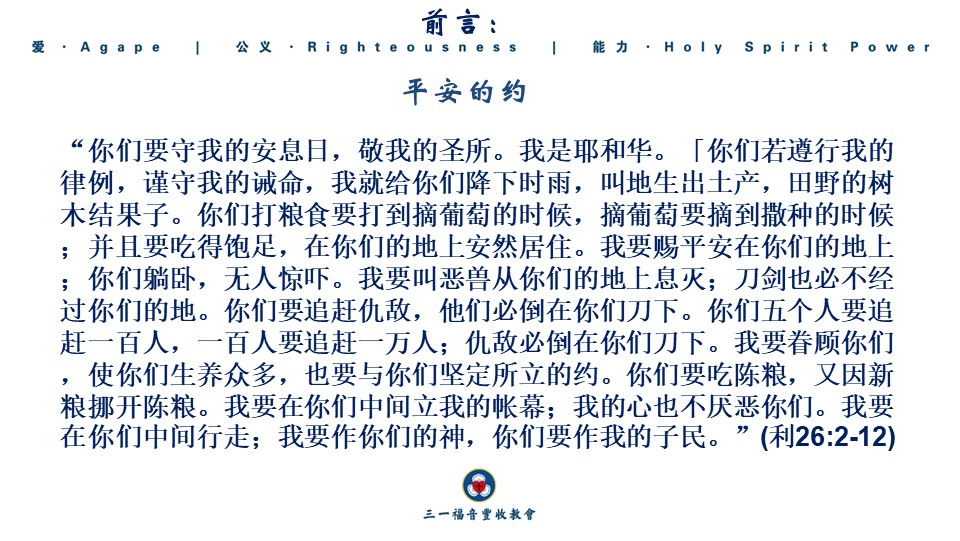 前言：
爱·Agape | 公义·Righteousness | 能力·Holy Spirit Power
平安的约
“你们要守我的安息日，敬我的圣所。我是耶和华。「你们若遵行我的
律例，谨守我的诫命，我就给你们降下时雨，叫地生出土产，田野的树
木结果子。你们打粮食要打到摘葡萄的时候，摘葡萄要摘到撒种的时候
；并且要吃得饱足，在你们的地上安然居住。我要赐平安在你们的地上
；你们躺卧，无人惊吓。我要叫恶兽从你们的地上息灭；刀剑也必不经
过你们的地。你们要追赶仇敌，他们必倒在你们刀下。你们五个人要追
赶一百人，一百人要追赶一万人；仇敌必倒在你们刀下。我要眷顾你们
，使你们生养众多，也要与你们坚定所立的约。你们要吃陈粮，又因新
粮挪开陈粮。我要在你们中间立我的帐幕；我的心也不厌恶你们。我要
在你们中间行走；我要作你们的神，你们要作我的子民。”(利26:2-12)
三一福音豐收教會